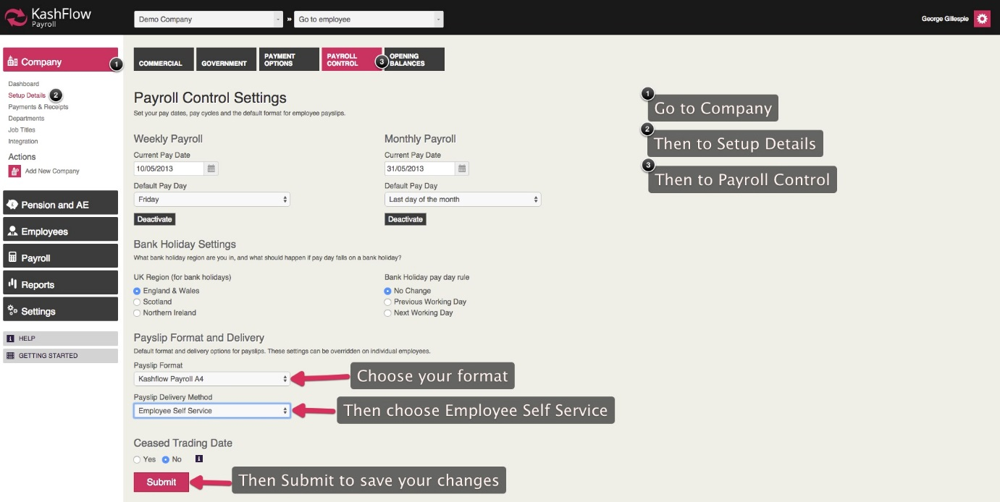 KashFlow
Payroll
Demo Company
»
Go to employee
George Gillespie
Company
1
Dashboard
Setup Details
2
Payments & Receipts
Departments
Job Titles
Integration
Actions
Add New Company
Pension and AE
Employees
Payroll
Reports
Settings
HELP
GETTING STARTED
COMMERCIAL
GOVERNMENT
PAYMENT
OPTIONS
PAYROLL
CONTROL
3
OPENING
BALANCES
Payroll Control Settings
Set your pay dates, pay cycles and the default format for employee payslips.
Weekly Payroll
Current Pay Date
10/05/2013
Default Pay Day
Friday
Deactivate
Monthly Payroll
Current Pay Date
31/05/2013
Default Pay Day
Last day of the month
Deactivate
Bank Holiday Settings
What bank holiday region are you in, and what should happen if pay day falls on a bank holiday?
UK Region (for bank holidays)
England & Wales
Scotland
Northern Ireland
Bank Holiday pay day rule
No Change
Previous Working Day
Next Working Day
Payslip Format and Delivery
Default format and delivery options for payslips. These settings can be overridden on individual employees.
Payslip Format
Kashflow Payroll A4
Choose your format
Payslip Delivery Method
Employee Self Service
Then choose Employee Self Service
Ceased Trading Date
Yes
No
Submit
Then Submit to save your changes
1
Go to Company
2
Then to Setup Details
3
Then to Payroll Control